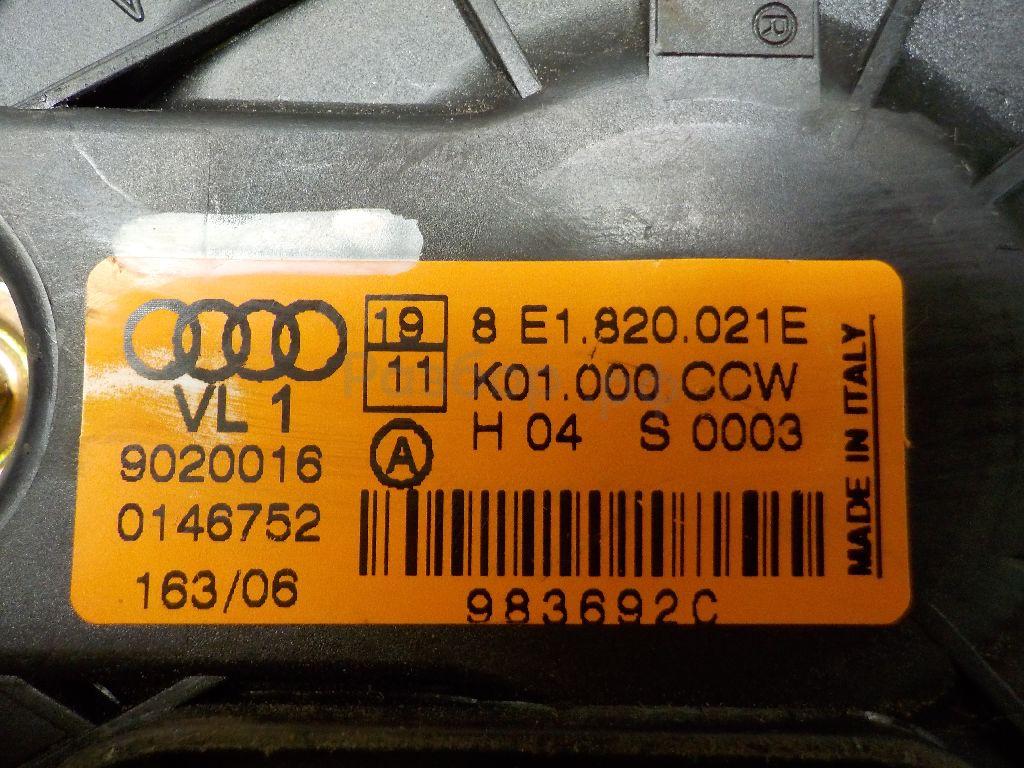 ®
VL 1
9020016
0146752
163/06
19
11
A
8 E1.820.021E
K01.000 CCW
H 04 S 0003
983692C
MADE IN ITALY